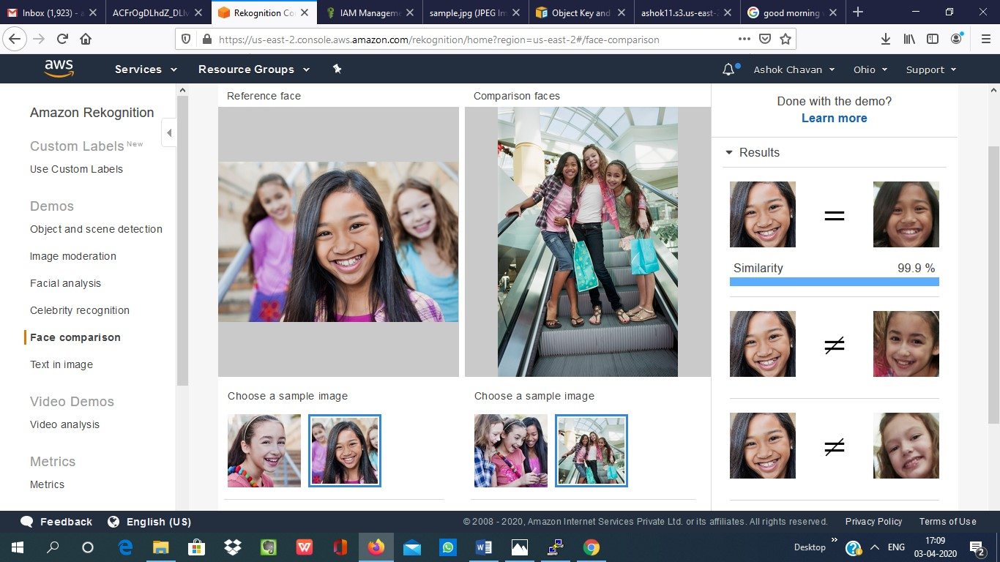 Inbox (1,923) - a
ACFrOgDLhdZ_DLlv
Rekognition Co
IAM Managem
sample.jpg (JPEG Im
Object Key and
ashok11.s3.us-east-2
good morning
https://us-east-2.console.aws.amazon.com/rekognition/home?region=us-east-2#/face-comparison
aws
Services
Resource Groups
Ashok Chavan
Ohio
Support
Amazon Rekognition
Custom Labels New
Use Custom Labels
Demos
Object and scene detection
Image moderation
Facial analysis
Celebrity recognition
Face comparison
Text in image
Video Demos
Video analysis
Metrics
Metrics
Reference face
Comparison faces
Choose a sample image
Choose a sample image
Done with the demo?
Learn more
Results
=
Similarity 99.9 %
≠
≠
Feedback
English (US)
© 2008 - 2020, Amazon Internet Services Private Ltd. or its affiliates. All rights reserved.
Privacy Policy
Terms of Use
Desktop
ENG
17:09
03-04-2020
2